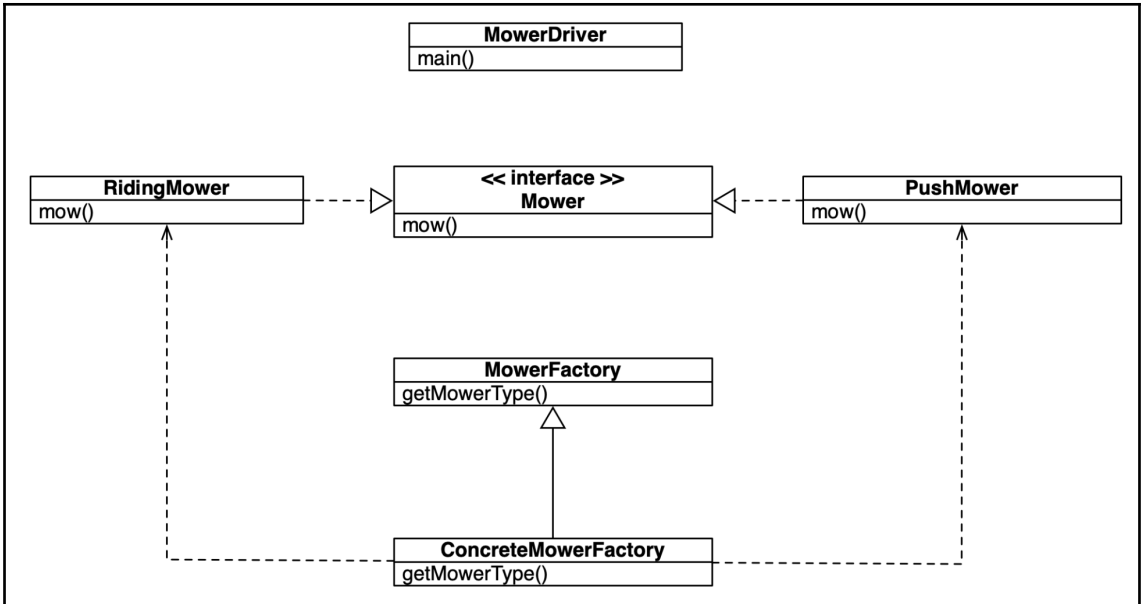 MowerDriver
main()
RidingMower
mow()
<< interface >>
Mower
mow()
PushMower
mow()
MowerFactory
getMowerType()
ConcreteMowerFactory
getMowerType()